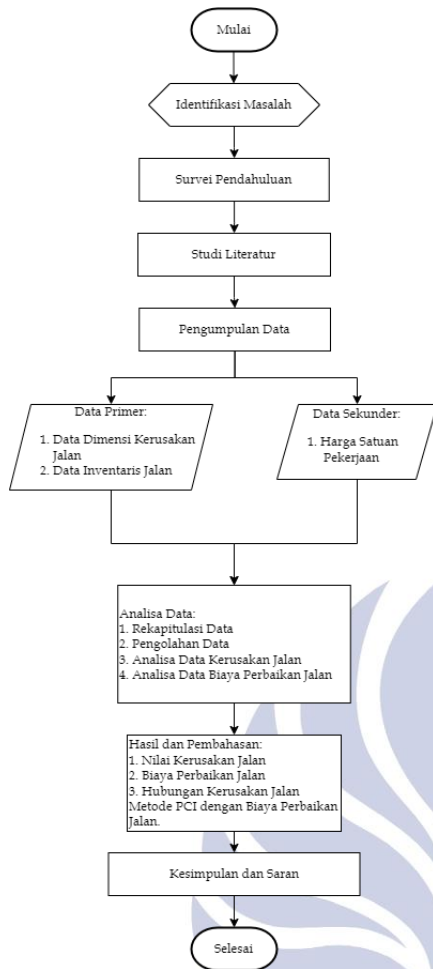 Mulai
Identifikasi Masalah
Survei Pendahuluan
Studi Literatur
Pengumpulan Data
Data Primer:
1. Data Dimensi Kerusakan
Jalan
2. Data Inventaris Jalan
Data Sekunder:
1. Harga Satuan
Pekerjaan
Analisa Data:
1. Rekapitulasi Data
2. Pengolahan Data
3. Analisa Data Kerusakan Jalan
4. Analisa Data Biaya Perbaikan Jalan
Hasil dan Pembahasan:
1. Nilai Kerusakan Jalan
2. Biaya Perbaikan Jalan
3. Hubungan Kerusakan Jalan
Metode PCI dengan Biaya Perbaikan
Jalan.
Kesimpulan dan Saran
Selesai